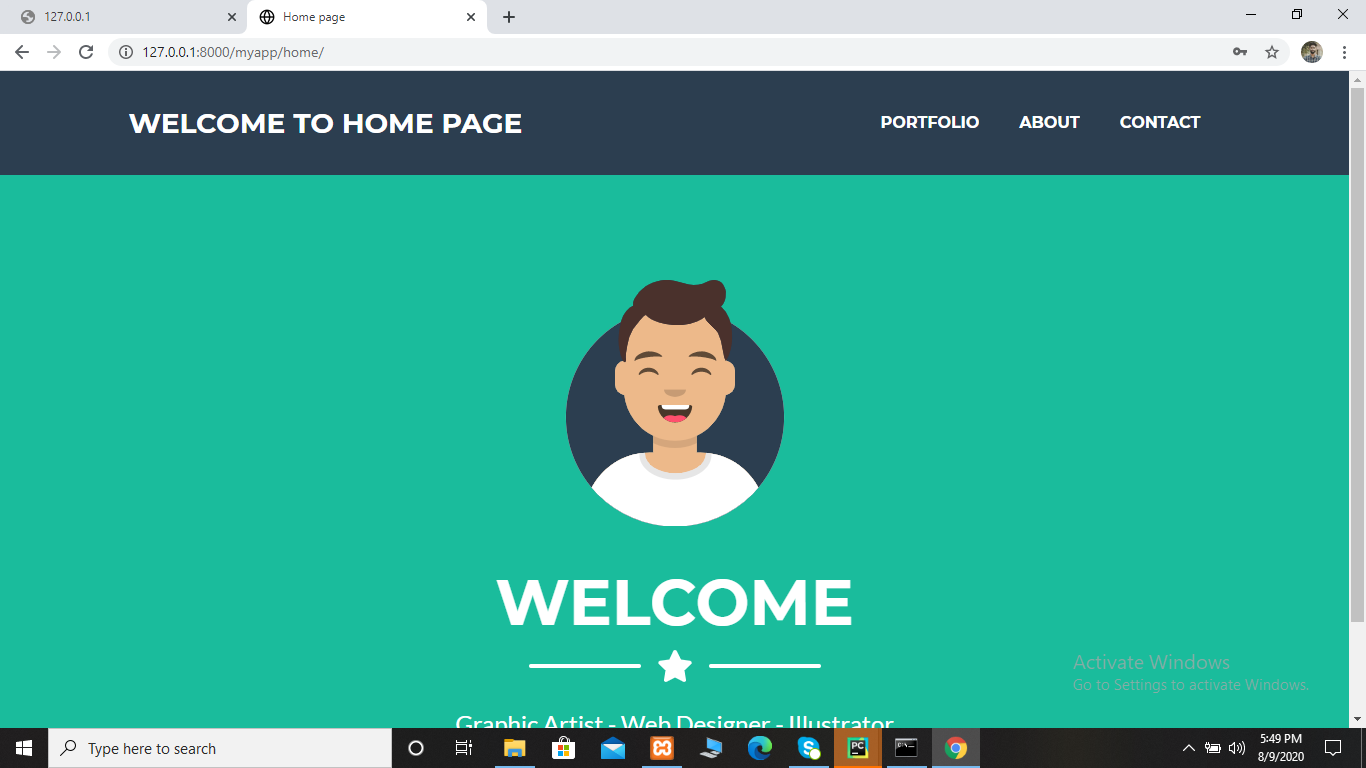 127.0.0.1
Home page
127.0.0.1:8000/myapp/home/
WELCOME TO HOME PAGE
PORTFOLIO
ABOUT
CONTACT
WELCOME
Activate Windows
Go to Settings to activate Windows.
Graphic Artist - Web Designer - Illustrator
Type here to search
PC
5:49 PM
8/9/2020